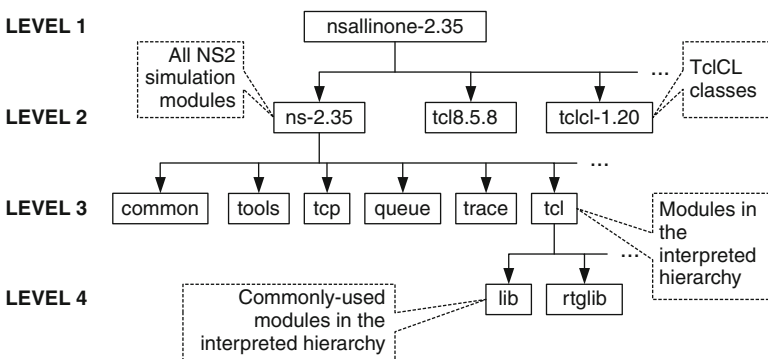 LEVEL 1
nsallinone-2.35
All NS2
simulation
modules
...
TclCL
classes
LEVEL 2
ns-2.35
tcl8.5.8
tclcl-1.20
...
LEVEL 3
common
tools
tcp
queue
trace
tcl
Modules in
the
interpreted
hierarchy
...
LEVEL 4
Commonly-used
modules in the
interpreted hierarchy
lib
rtglib